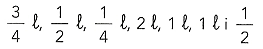 3/4 ℓ, 1/2 ℓ, 1/4 ℓ, 2 ℓ, 1 ℓ, 1 ℓ i 1/2